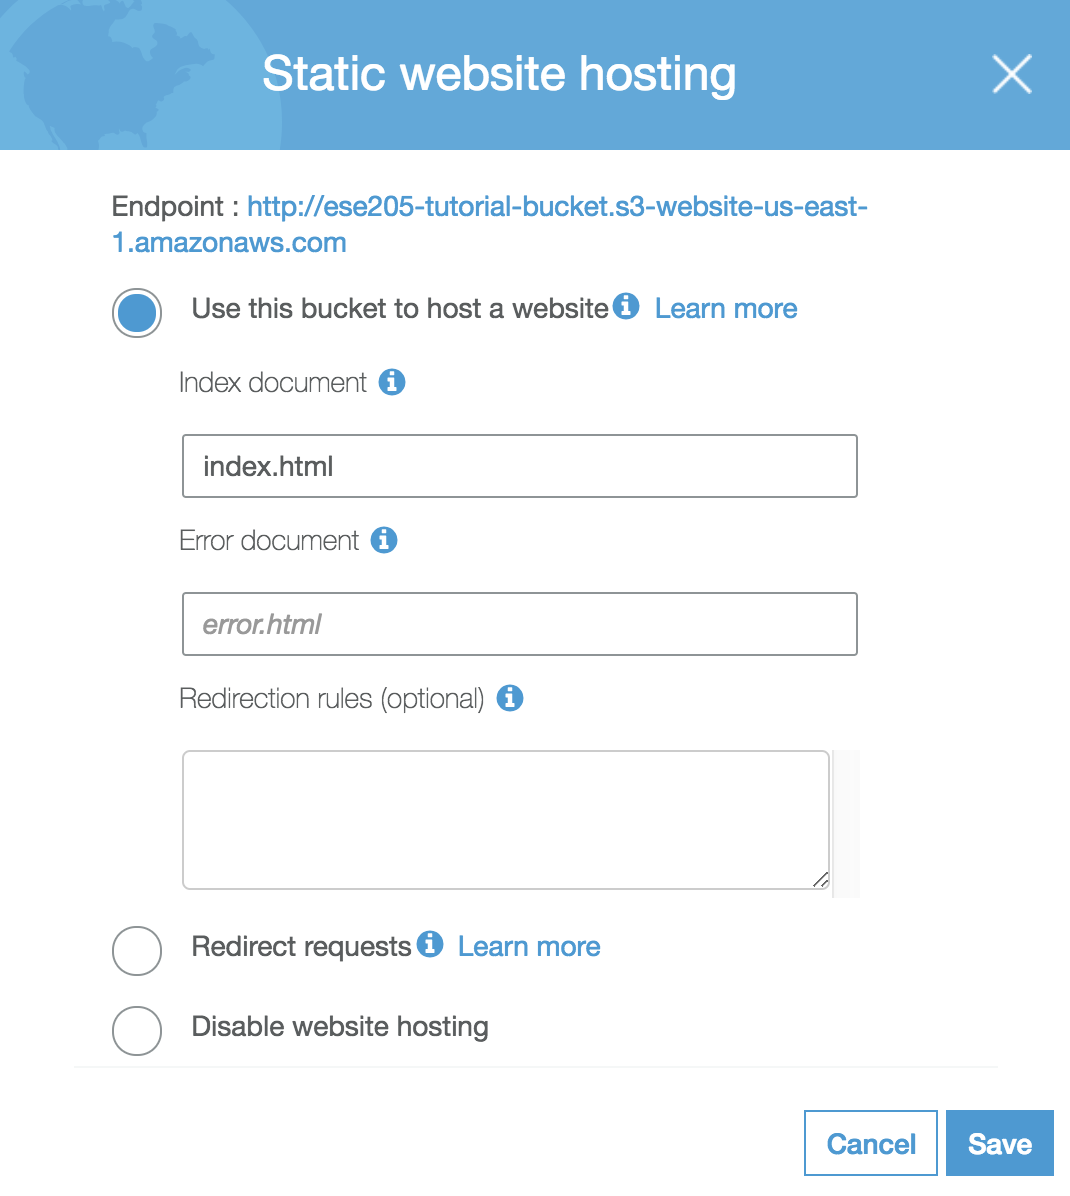 Static website hosting
Endpoint : http://ese205-tutorial-bucket.s3-website-us-east-
1.amazonaws.com
Use this bucket to host a website Learn more
Index document
index.html
Error document
error.html
Redirection rules (optional)
Redirect requests Learn more
Disable website hosting
Cancel Save